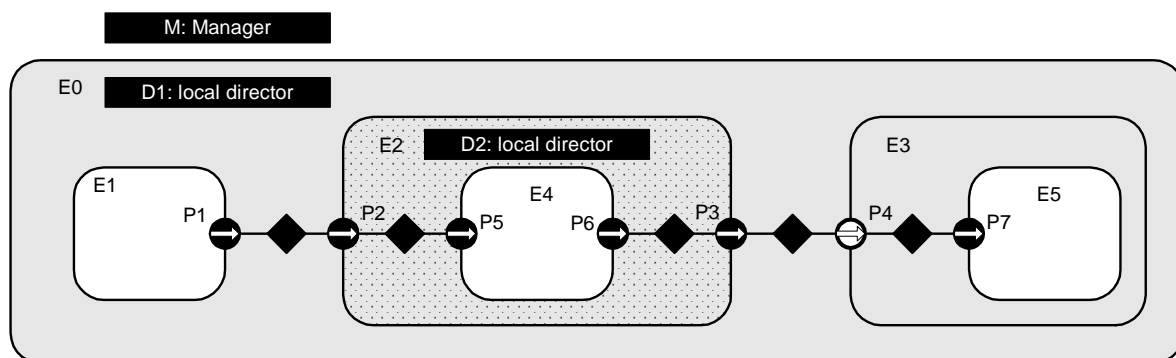 M: Manager
E0
D1: local director
E2
D2: local director
E3
E1
E4
E5
P1
P2
P5
P6
P3
P4
P7